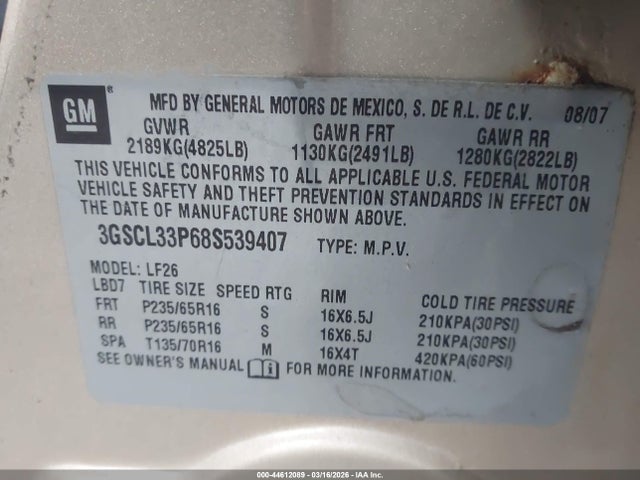 GM ®
MFD BY GENERAL MOTORS DE MEXICO, S. DE R.L. DE C.V. 08/07
GVWR GAWR FRT GAWR RR
2189KG(4825LB) 1130KG(2491LB) 1280KG(2822LB)
THIS VEHICLE CONFORMS TO ALL APPLICABLE U.S. FEDERAL MOTOR
VEHICLE SAFETY AND THEFT PREVENTION STANDARDS IN EFFECT ON
THE DATE OF MANUFACTURE SHOWN ABOVE.
3GSCL33P68S539407 TYPE: M.P.V.
MODEL: LF26
LBD7 TIRE SIZE SPEED RTG RIM COLD TIRE PRESSURE
FRT P235/65R16 S 16X6.5J 210KPA(30PSI)
RR P235/65R16 S 16X6.5J 210KPA(30PSI)
SPA T135/70R16 M 16X4T 420KPA(60PSI)
SEE OWNER'S MANUAL FOR MORE INFORMATION.
000-44612089 - 03/16/2026 - IAA Inc.